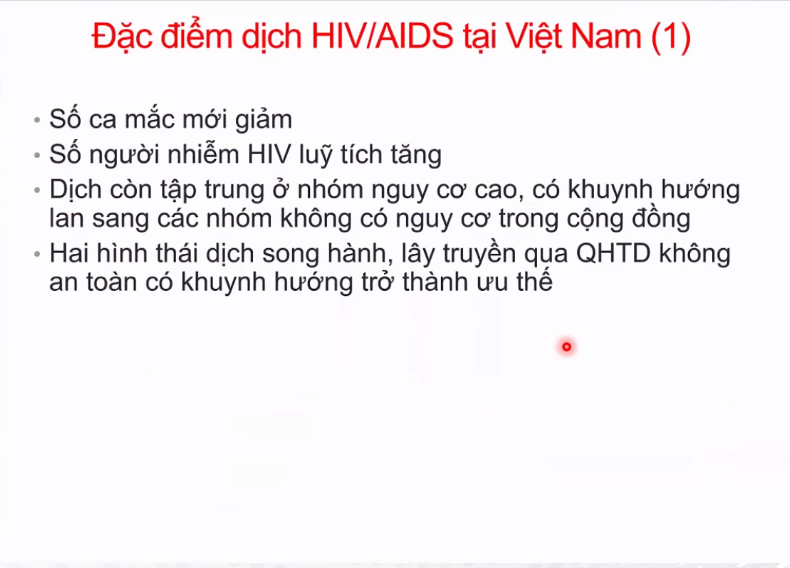 Đặc điểm dịch HIV/AIDS tại Việt Nam (1)
• Số ca mắc mới giảm
• Số người nhiễm HIV luỹ tích tăng
• Dịch còn tập trung ở nhóm nguy cơ cao, có khuynh hướng
lan sang các nhóm không có nguy cơ trong cộng đồng
• Hai hình thái dịch song hành, lây truyền qua QHTD không
an toàn có khuynh hướng trở thành ưu thế